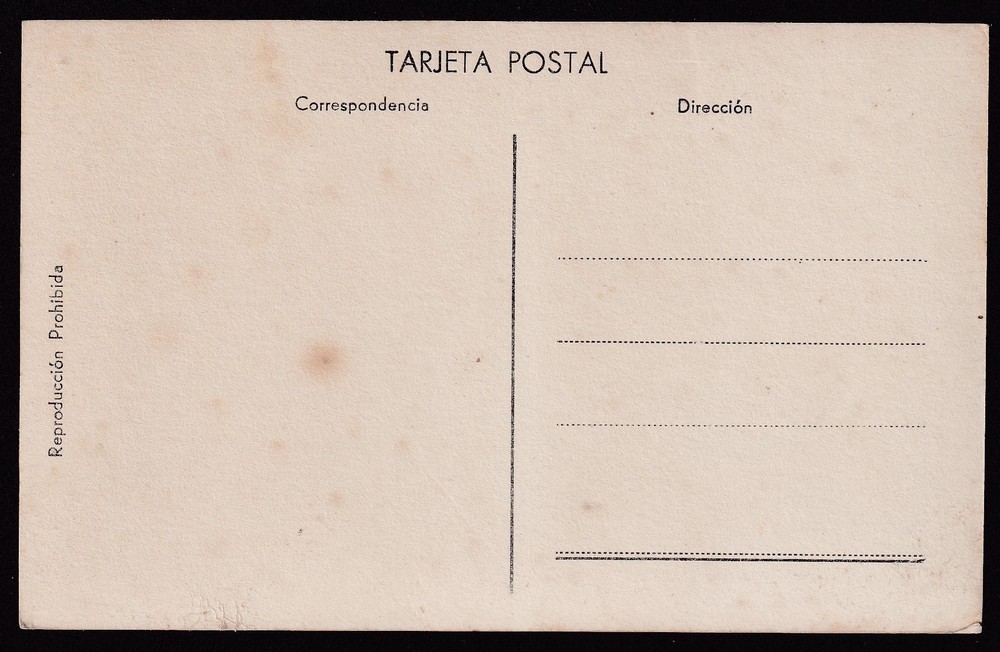 TARJETA POSTAL
Correspondencia
Dirección
Reproducción Prohibida